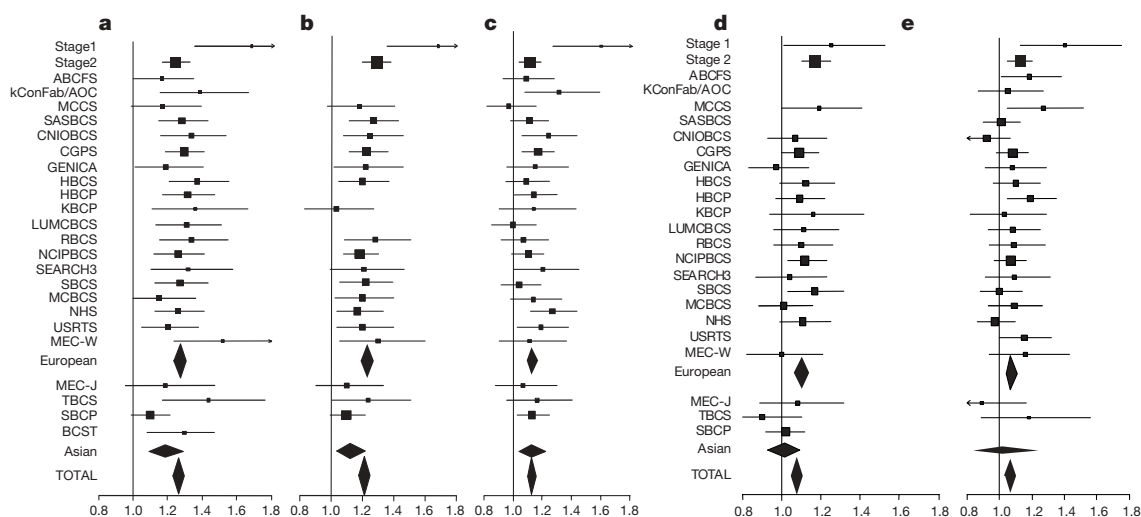 a b c d e
Stage1
Stage2
ABCFS
kConFab/AOC
MCCS
SASBCS
CNIOBCS
CGPS
GENICA
HBCS
HBCP
KBCP
LUMCBCS
RBCS
NCIPBCS
SEARCH3
SBCS
MCBCS
NHS
USRTS
MEC-W
European
MEC-J
TBCS
SBCP
BCST
Asian
TOTAL
0.8 1.0 1.2 1.4 1.6 1.8
0.8 1.0 1.2 1.4 1.6 1.8
0.8 1.0 1.2 1.4 1.6 1.8
Stage 1
Stage 2
ABCFS
KConFab/AOC
MCCS
SASBCS
CNIOBCS
CGPS
GENICA
HBCS
HBCP
KBCP
LUMCBCS
RBCS
NCIPBCS
SEARCH3
SBCS
MCBCS
NHS
USRTS
MEC-W
European
MEC-J
TBCS
SBCP
Asian
TOTAL
0.8 1.0 1.2 1.4 1.6 1.8
0.8 1.0 1.2 1.4 1.6 1.8